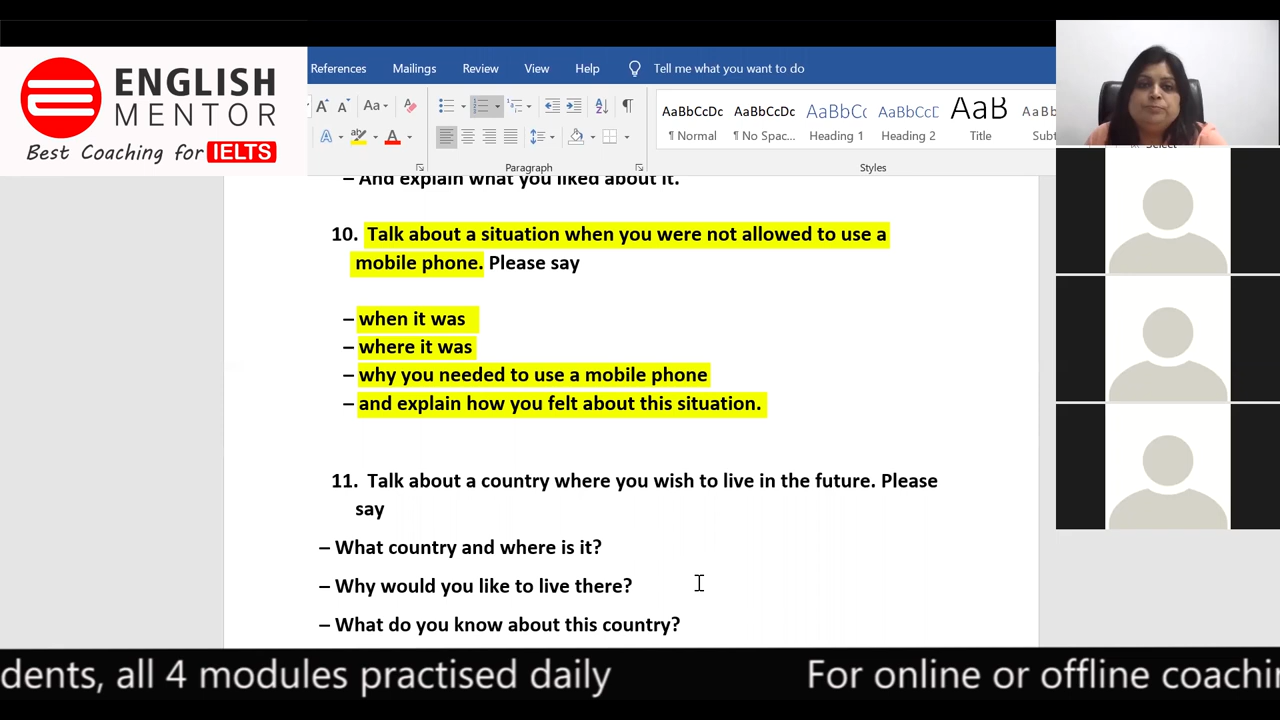 ENGLISH
MENTOR
Best Coaching for IELTS
References Mailings Review View Help Tell me what you want to do
Aa
A
AaBbCcDc AaBbCcDc AaBbCc AaBbCcD AaB AaBbC
¶ Normal ¶ No Spac... Heading 1 Heading 2 Title Subt
Paragraph Styles
Select
– And explain what you liked about it.
10. Talk about a situation when you were not allowed to use a
mobile phone. Please say
– when it was
– where it was
– why you needed to use a mobile phone
– and explain how you felt about this situation.
11. Talk about a country where you wish to live in the future. Please
say
– What country and where is it?
– Why would you like to live there?
– What do you know about this country?
dents, all 4 modules practised daily For online or offline coachi